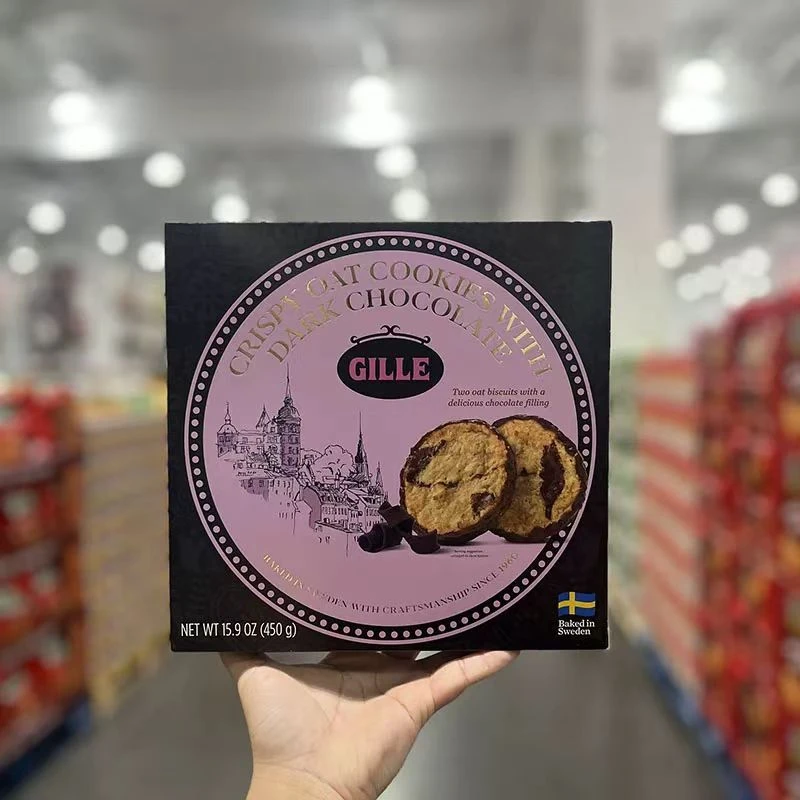 CRISPY OAT COOKIES WITH
DARK CHOCOLATE
GILLE
Two oat biscuits with a
delicious chocolate filling
BAKED IN SWEDEN WITH CRAFTSMANSHIP SINCE
NET WT 15.9 OZ (450 g)
Baked in
Sweden